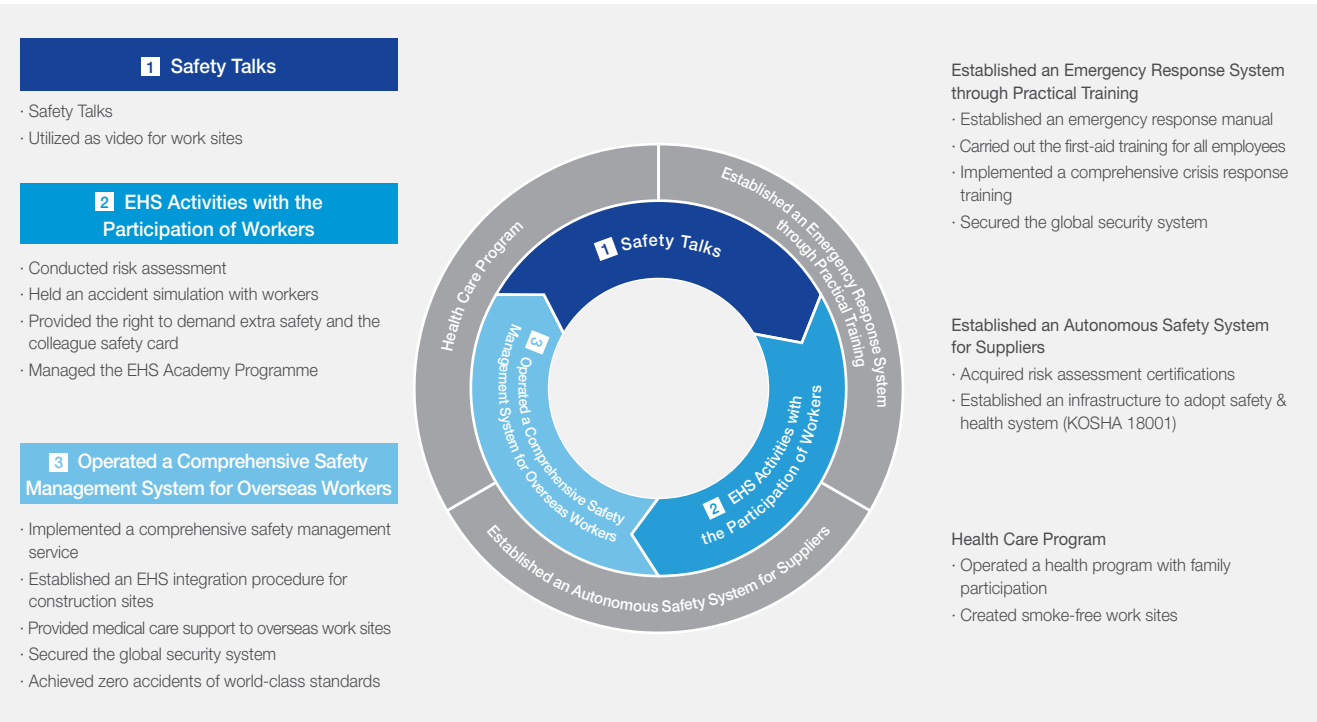 1 Safety Talks
· Safety Talks
· Utilized as video for work sites
2 EHS Activities with the
Participation of Workers
· Conducted risk assessment
· Held an accident simulation with workers
· Provided the right to demand extra safety and the
colleague safety card
· Managed the EHS Academy Programme
3 Operated a Comprehensive Safety
Management System for Overseas Workers
· Implemented a comprehensive safety management
service
· Established an EHS integration procedure for
construction sites
· Provided medical care support to overseas work sites
· Secured the global security system
· Achieved zero accidents of world-class standards
Health Care Program
Established an Emergency Response System
through Practical Training
Established an Autonomous Safety System for Suppliers
1 Safety Talks
2 EHS Activities with
the Participation of Workers
3 Operated a Comprehensive Safety
Management System for Overseas Workers
Established an Emergency Response System
through Practical Training
· Established an emergency response manual
· Carried out the first-aid training for all employees
· Implemented a comprehensive crisis response
training
· Secured the global security system
Established an Autonomous Safety System
for Suppliers
· Acquired risk assessment certifications
· Established an infrastructure to adopt safety &
health system (KOSHA 18001)
Health Care Program
· Operated a health program with family
participation
· Created smoke-free work sites